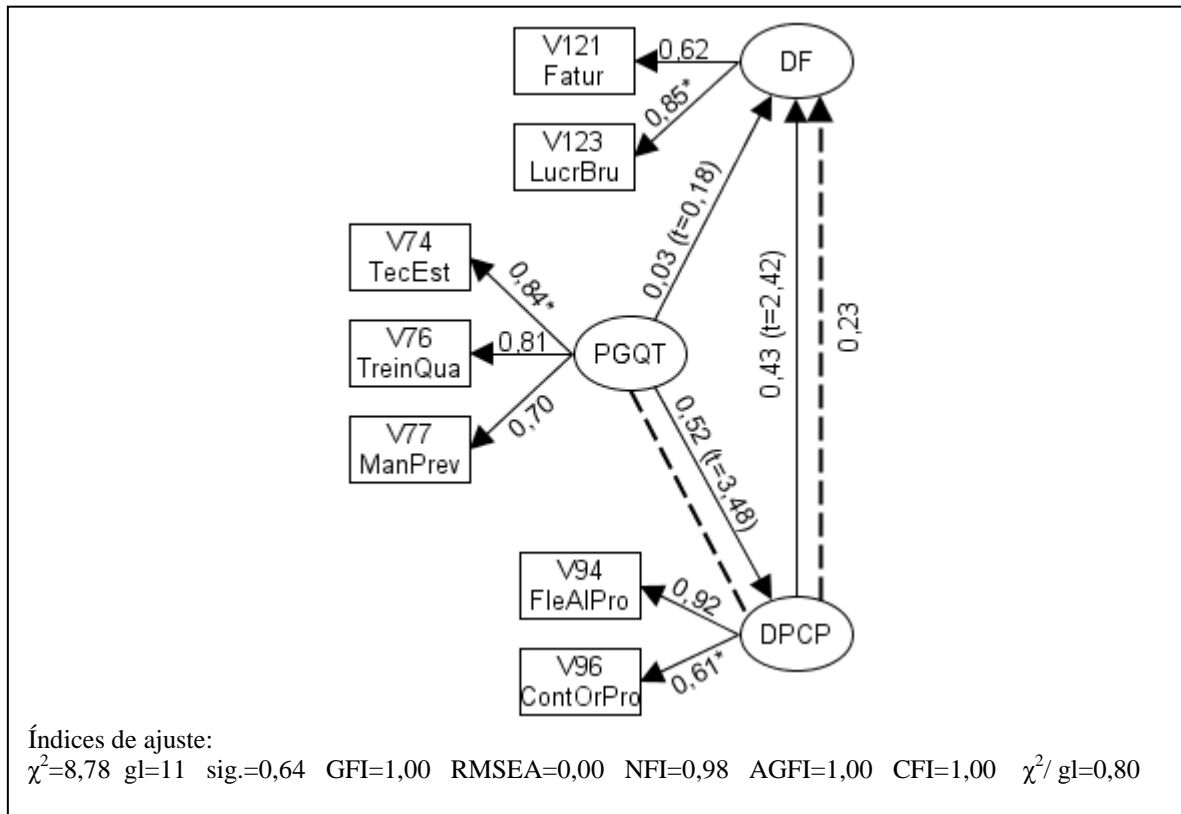 V121
Fatur
0,62
DF
0,85*
V123
LucrBru
0,03 (t=0,18)
V74
TecEst
0,84*
0,43 (t=2,42)
0,23
V76
TreinQua
0,81
PGQT
V77
ManPrev
0,70
0,52 (t=3,48)
V94
FleAlPro
0,92
DPCP
V96
ContOrPro
0,61*
Índices de ajuste:
χ²=8,78 gl=11 sig.=0,64 GFI=1,00 RMSEA=0,00 NFI=0,98 AGFI=1,00 CFI=1,00 χ²/ gl=0,80